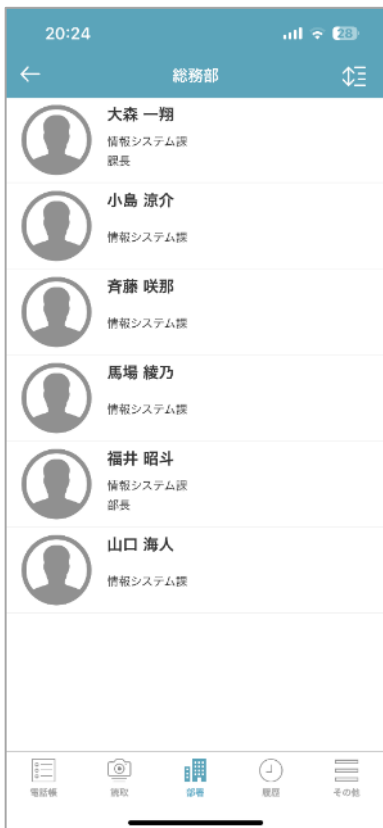 20:24
28
総務部
大森 一翔
情報システム課
課長
小島 涼介
情報システム課
斉藤 咲那
情報システム課
馬場 綾乃
情報システム課
福井 昭斗
情報システム課
部長
山口 海人
情報システム課
電話帳
読取
部署
履歴
その他